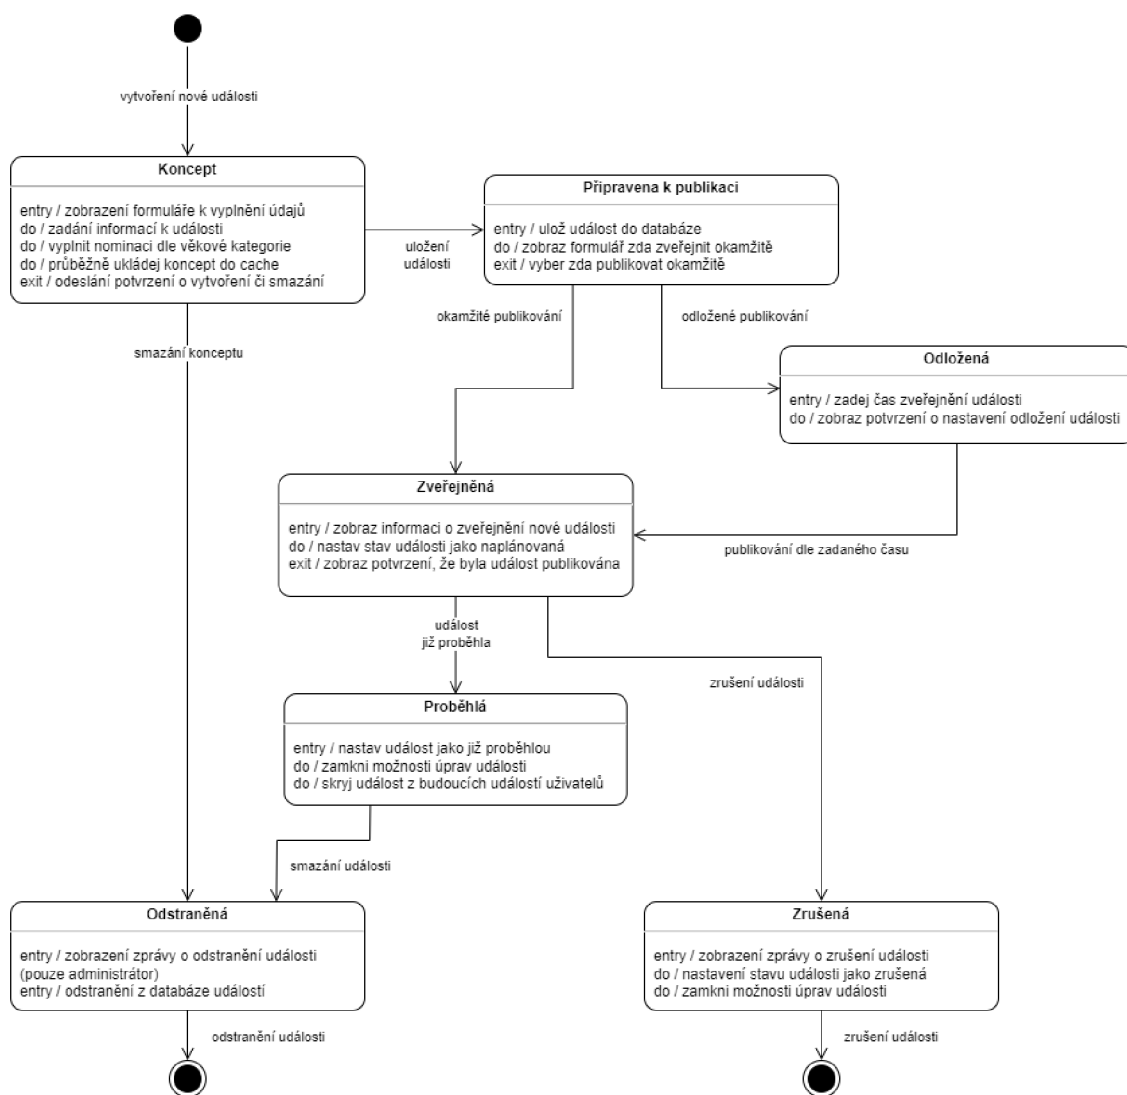 vytvoření nové události
Koncept
entry / zobrazení formuláře k vyplnění údajů
do / zadání informací k události
do / vyplnit nominaci dle věkové kategorie
do / průběžně ukládej koncept do cache
exit / odeslání potvrzení o vytvoření či smazání
uložení
události
Připravena k publikaci
entry / ulož událost do databáze
do / zobraz formulář zda zveřejnit okamžitě
exit / vyber zda publikovat okamžitě
okamžité publikování
odložené publikování
smazání konceptu
Odložená
entry / zadej čas zveřejnění události
do / zobraz potvrzení o nastavení odložení události
Zveřejněná
entry / zobraz informaci o zveřejnění nové události
do / nastav stav události jako naplánovaná
exit / zobraz potvrzení, že byla událost publikována
publikování dle zadaného času
událost
již proběhla
zrušení události
Proběhlá
entry / nastav událost jako již proběhlou
do / zamkni možnosti úprav události
do / skryj událost z budoucích událostí uživatelů
smazání události
Odstraněná
entry / zobrazení zprávy o odstranění události
(pouze administrátor)
entry / odstranění z databáze událostí
Zrušená
entry / zobrazení zprávy o zrušení události
do / nastavení stavu události jako zrušená
do / zamkni možnosti úprav události
odstranění události
zrušení události